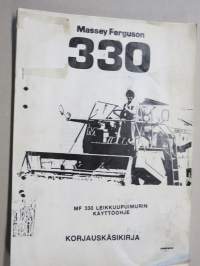 Massey Ferguson
330
MF 330 LEIKKUUPUIMURIN
KÄYTTÖOHJE
KORJAUSKÄSIKIRJA